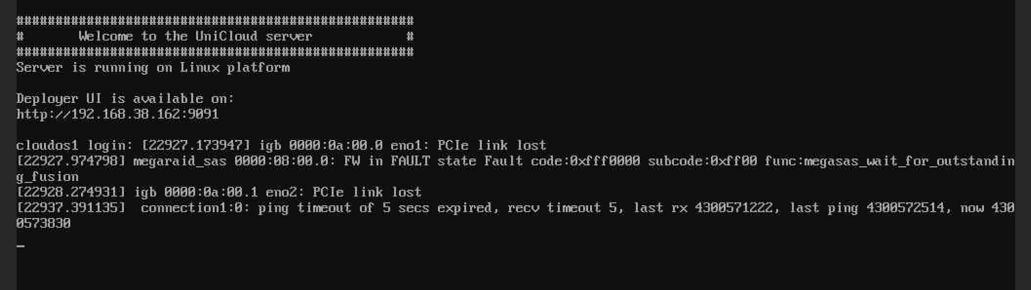 ###################################################
#       Welcome to the UniCloud server            #
###################################################
Server is running on Linux platform
Deployer UI is available on:
http://192.168.38.162:9091
cloudos1 login: [22927.173947] igb 0000:0a:00.0 eno1: PCIe link lost
[22927.974798] megaraid_sas 0000:08:00.0: FW in FAULT state Fault code:0xfff0000 subcode:0xff00 func:megasas_wait_for_outstandin
g_fusion
[22928.274931] igb 0000:0a:00.1 eno2: PCIe link lost
[22937.391135]  connection1:0: ping timeout of 5 secs expired, recv timeout 5, last rx 4300571222, last ping 4300572514, now 430
0573830
_